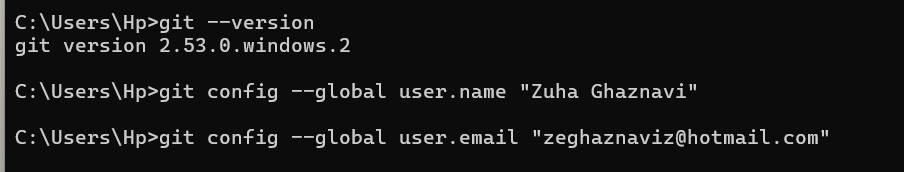 C:\Users\Hp>git --version
git version 2.53.0.windows.2
C:\Users\Hp>git config --global user.name "Zuha Ghaznavi"
C:\Users\Hp>git config --global user.email "zeghaznaviz@hotmail.com"